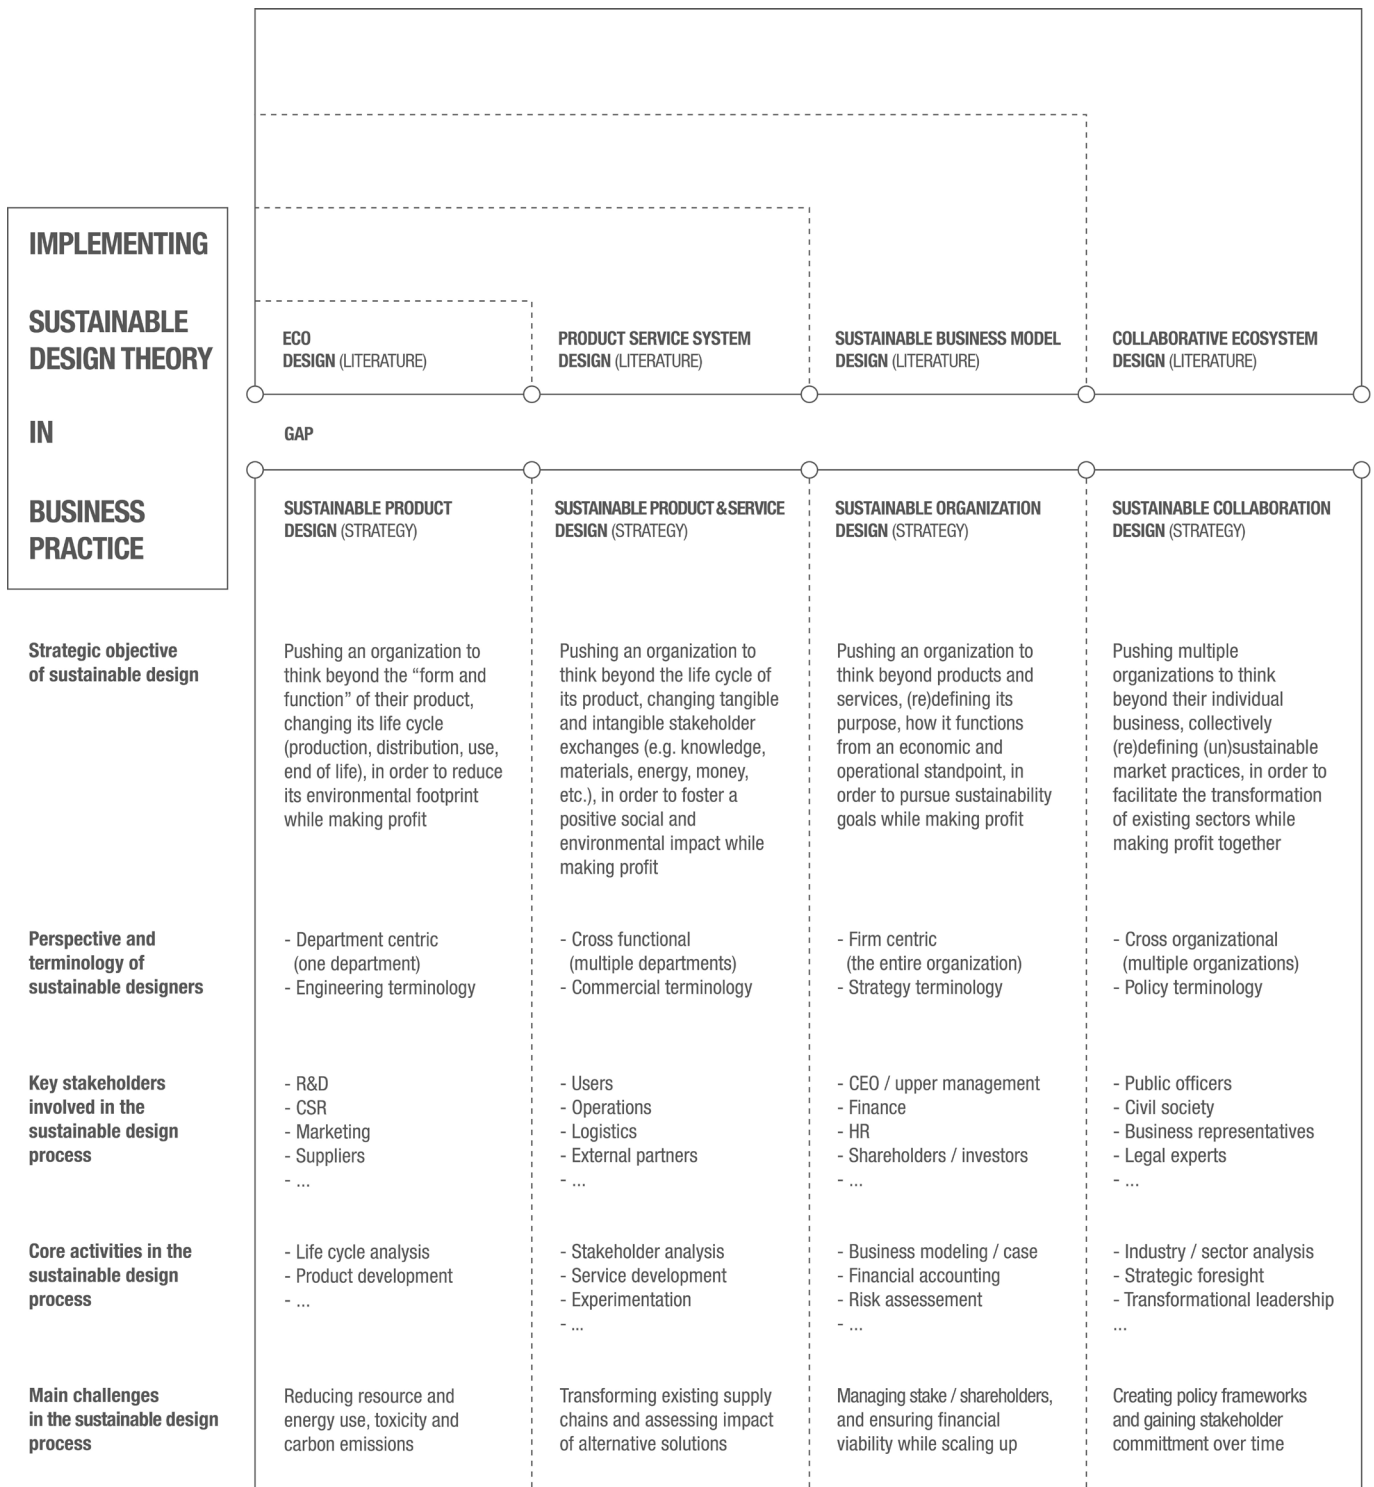 IMPLEMENTING
SUSTAINABLE
DESIGN THEORY
IN
BUSINESS
PRACTICE
ECO
DESIGN (LITERATURE)
PRODUCT SERVICE SYSTEM
DESIGN (LITERATURE)
SUSTAINABLE BUSINESS MODEL
DESIGN (LITERATURE)
COLLABORATIVE ECOSYSTEM
DESIGN (LITERATURE)
GAP
SUSTAINABLE PRODUCT
DESIGN (STRATEGY)
SUSTAINABLE PRODUCT & SERVICE
DESIGN (STRATEGY)
SUSTAINABLE ORGANIZATION
DESIGN (STRATEGY)
SUSTAINABLE COLLABORATION
DESIGN (STRATEGY)
Strategic objective
of sustainable design
Pushing an organization to
think beyond the “form and
function” of their product,
changing its life cycle
(production, distribution, use,
end of life), in order to reduce
its environmental footprint
while making profit
Pushing an organization to
think beyond the life cycle of
its product, changing tangible
and intangible stakeholder
exchanges (e.g. knowledge,
materials, energy, money,
etc.), in order to foster a
positive social and
environmental impact while
making profit
Pushing an organization to
think beyond products and
services, (re)defining its
purpose, how it functions
from an economic and
operational standpoint, in
order to pursue sustainability
goals while making profit
Pushing multiple
organizations to think
beyond their individual
business, collectively
(re)defining (un)sustainable
market practices, in order to
facilitate the transformation
of existing sectors while
making profit together
Perspective and
terminology of
sustainable designers
- Department centric
(one department)
- Engineering terminology
- Cross functional
(multiple departments)
- Commercial terminology
- Firm centric
(the entire organization)
- Strategy terminology
- Cross organizational
(multiple organizations)
- Policy terminology
Key stakeholders
involved in the
sustainable design
process
- R&D
- CSR
- Marketing
- Suppliers
- ...
- Users
- Operations
- Logistics
- External partners
- ...
- CEO / upper management
- Finance
- HR
- Shareholders / investors
- ...
- Public officers
- Civil society
- Business representatives
- Legal experts
- ...
Core activities in the
sustainable design
process
- Life cycle analysis
- Product development
- ...
- Stakeholder analysis
- Service development
- Experimentation
- ...
- Business modeling / case
- Financial accounting
- Risk assessement
- ...
- Industry / sector analysis
- Strategic foresight
- Transformational leadership
...
Main challenges
in the sustainable design
process
Reducing resource and
energy use, toxicity and
carbon emissions
Transforming existing supply
chains and assessing impact
of alternative solutions
Managing stake / shareholders,
and ensuring financial
viability while scaling up
Creating policy frameworks
and gaining stakeholder
committment over time